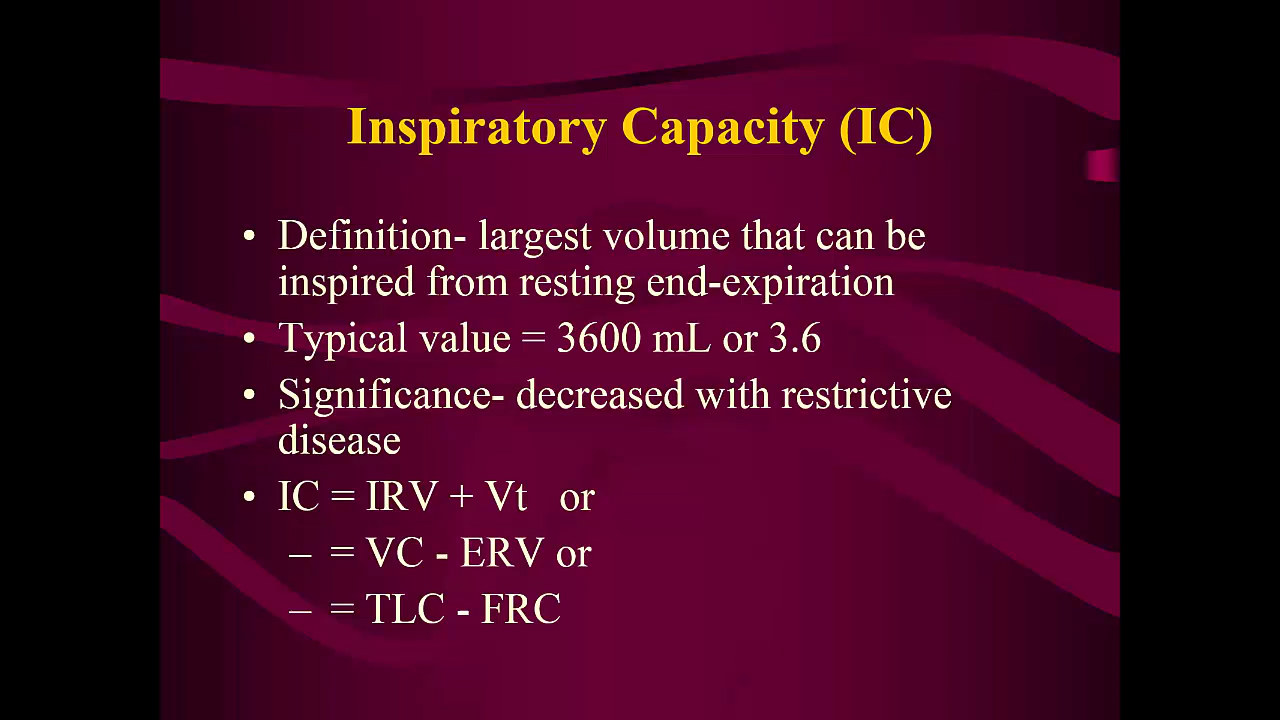 Inspiratory Capacity (IC)
• Definition- largest volume that can be
inspired from resting end-expiration
• Typical value = 3600 mL or 3.6
• Significance- decreased with restrictive
disease
• IC = IRV + Vt or
– = VC - ERV or
– = TLC - FRC